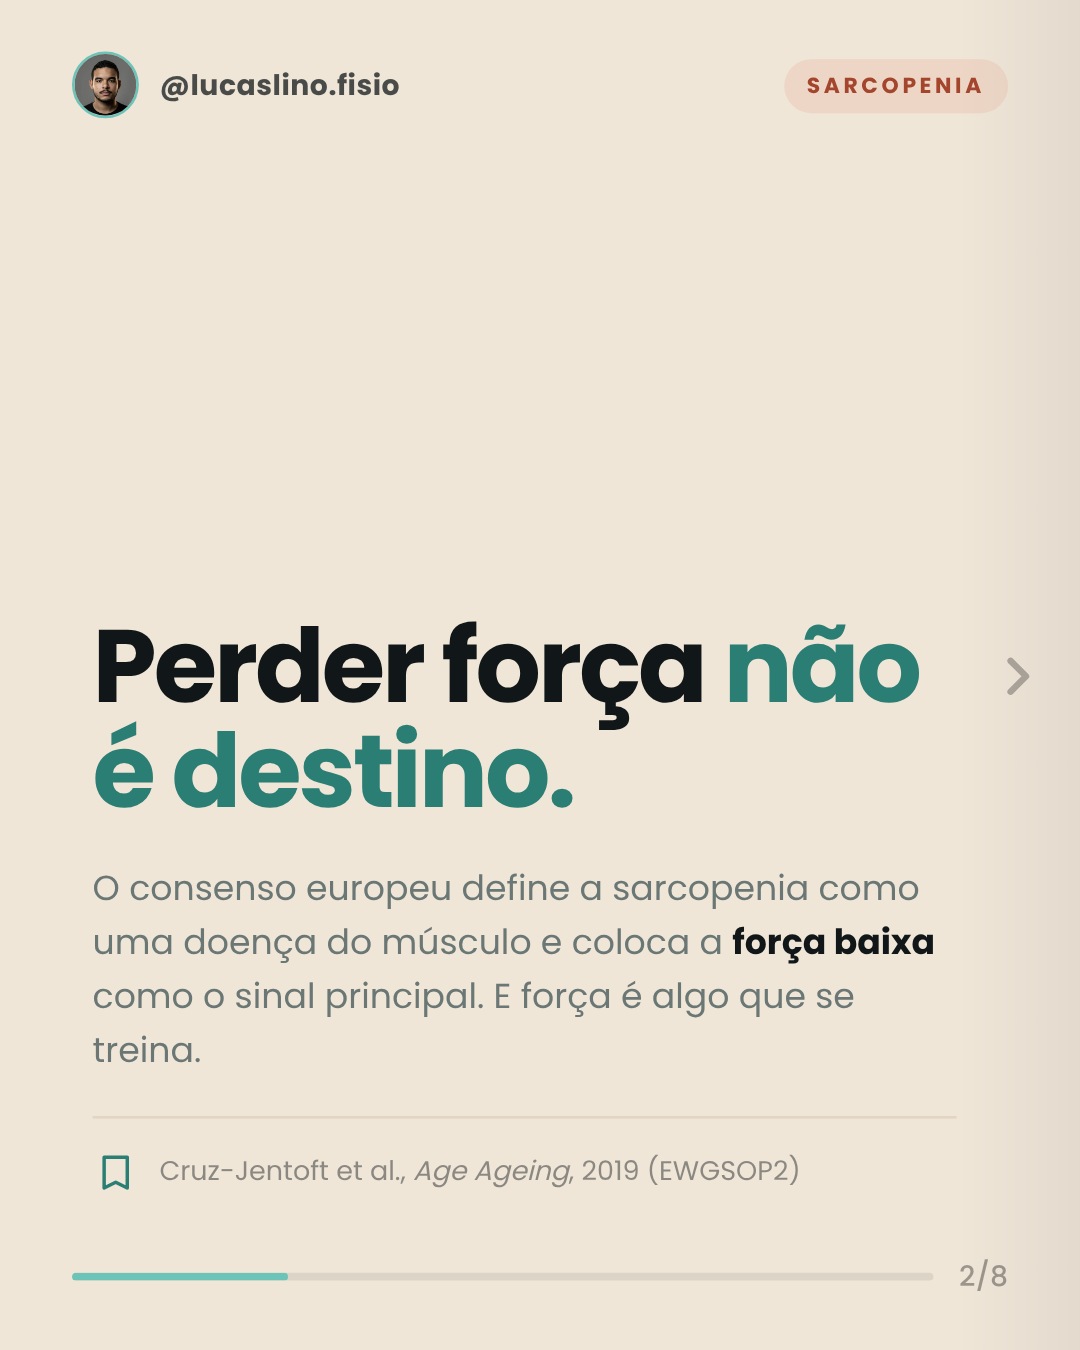 @lucaslino.fisio
SARCOPENIA
Perder força não
é destino.
O consenso europeu define a sarcopenia como
uma doença do músculo e coloca a força baixa
como o sinal principal. E força é algo que se
treina.
Cruz-Jentoft et al., Age Ageing, 2019 (EWGSOP2)
2/8